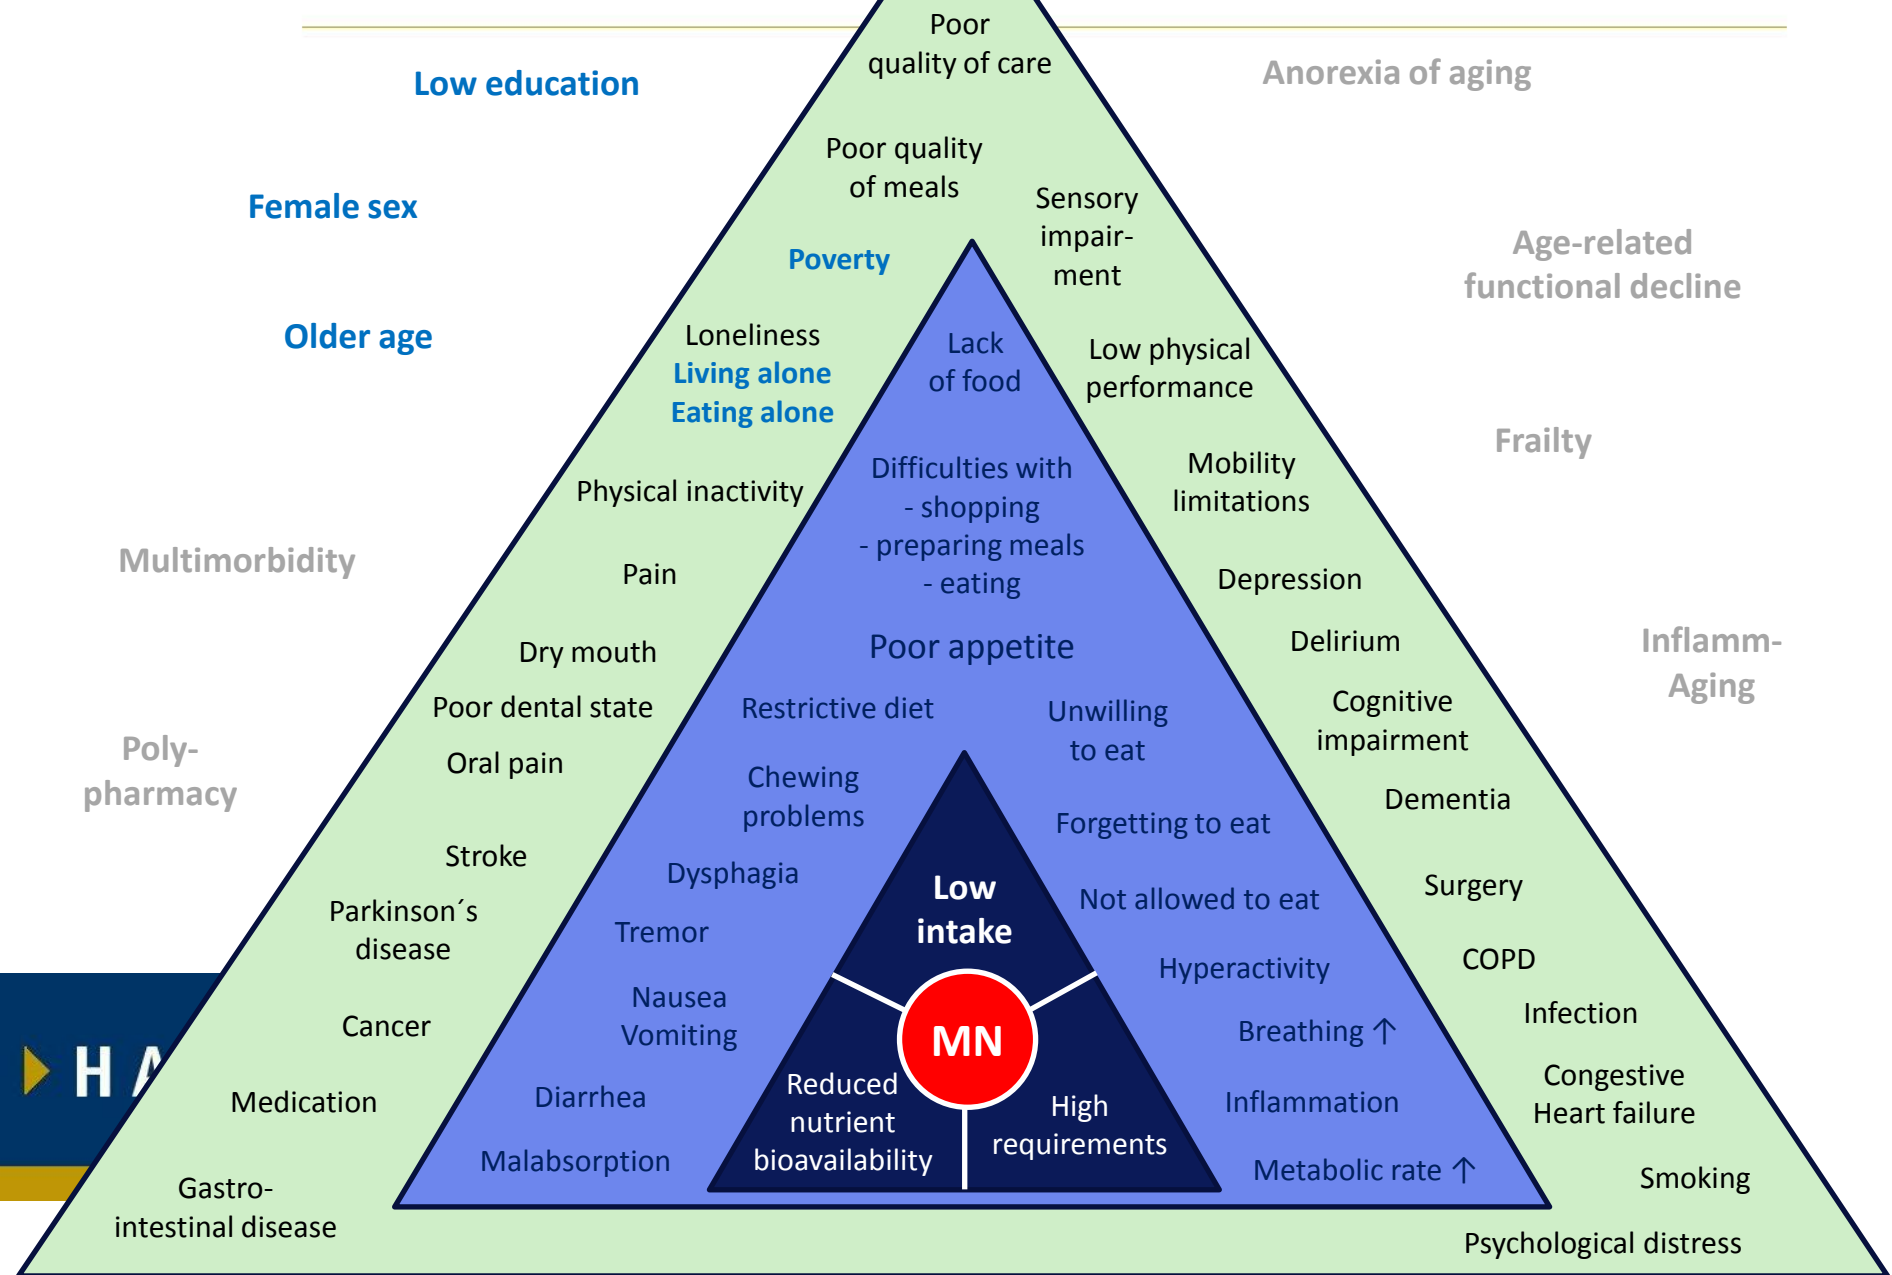 Poor
quality of care
Low education
Anorexia of aging
Poor quality
of meals
Female sex
Sensory
impair-
ment
Poverty
Age-related
functional decline
Older age
Loneliness
Living alone
Eating alone
Lack
of food
Low physical
performance
Frailty
Difficulties with
- shopping
- preparing meals
- eating
Physical inactivity
Mobility
limitations
Multimorbidity
Pain
Depression
Poor appetite
Dry mouth
Delirium
Inflamm-
Aging
Poor dental state
Restrictive diet
Unwilling
to eat
Cognitive
impairment
Poly-
pharmacy
Oral pain
Chewing
problems
Forgetting to eat
Dementia
Stroke
Dysphagia
Low
intake
Not allowed to eat
Surgery
Parkinson´s
disease
Tremor
Hyperactivity
COPD
Nausea
Vomiting
MN
Breathing ↑
Infection
Cancer
HA
Medication
Diarrhea
Reduced
nutrient
bioavailability
High
requirements
Inflammation
Congestive
Heart failure
Malabsorption
Metabolic rate ↑
Smoking
Gastro-
intestinal disease
Psychological distress